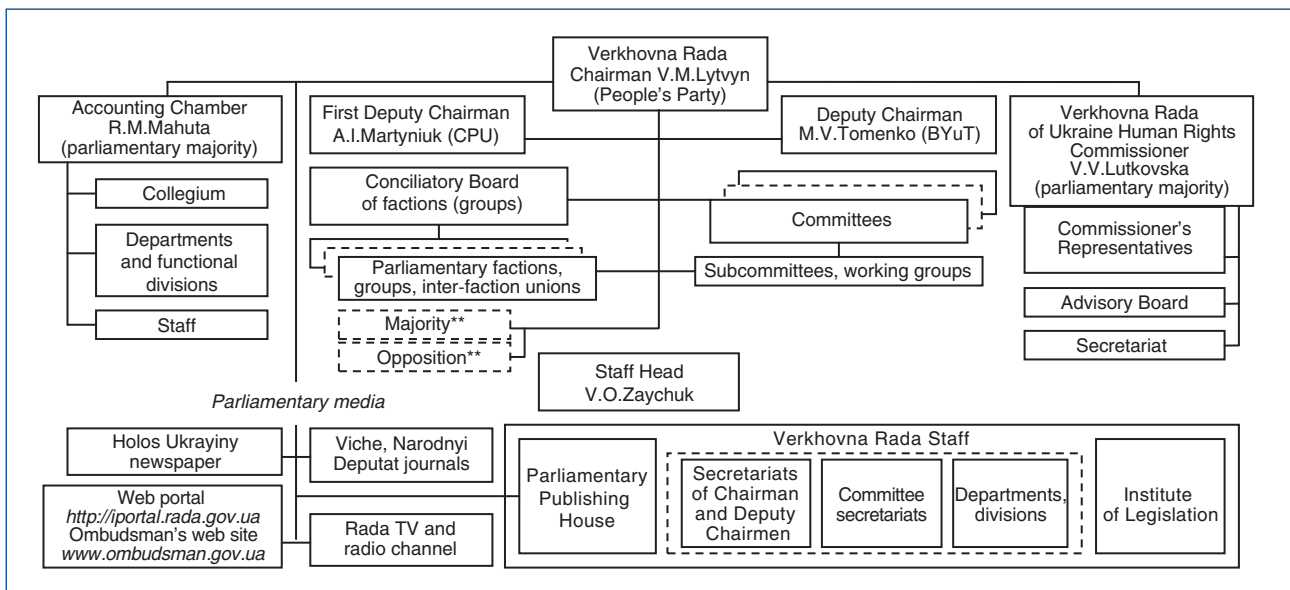 Verkhovna Rada
Chairman V.M.Lytvyn
(People's Party)
Accounting Chamber
R.M.Mahuta
(parliamentary majority)
First Deputy Chairman
A.I.Martyniuk (CPU)
Deputy Chairman
M.V.Tomenko (BYuT)
Verkhovna Rada
of Ukraine Human Rights
Commissioner
V.V.Lutkovska
(parliamentary majority)
Collegium
Departments
and functional
divisions
Staff
Conciliatory Board
of factions (groups)
Committees
Parliamentary factions,
groups, inter-faction unions
Subcommittees, working groups
Majority**
Opposition**
Commissioner's
Representatives
Advisory Board
Secretariat
Staff Head
V.O.Zaychuk
Parliamentary media
Holos Ukrayiny
newspaper
Viche, Narodnyi
Deputat journals
Web portal
http://iportal.rada.gov.ua
Ombudsman's web site
www.ombudsman.gov.ua
Rada TV and
radio channel
Verkhovna Rada Staff
Parliamentary
Publishing
House
Secretariats
of Chairman
and Deputy
Chairmen
Committee
secretariats
Departments,
divisions
Institute
of Legislation